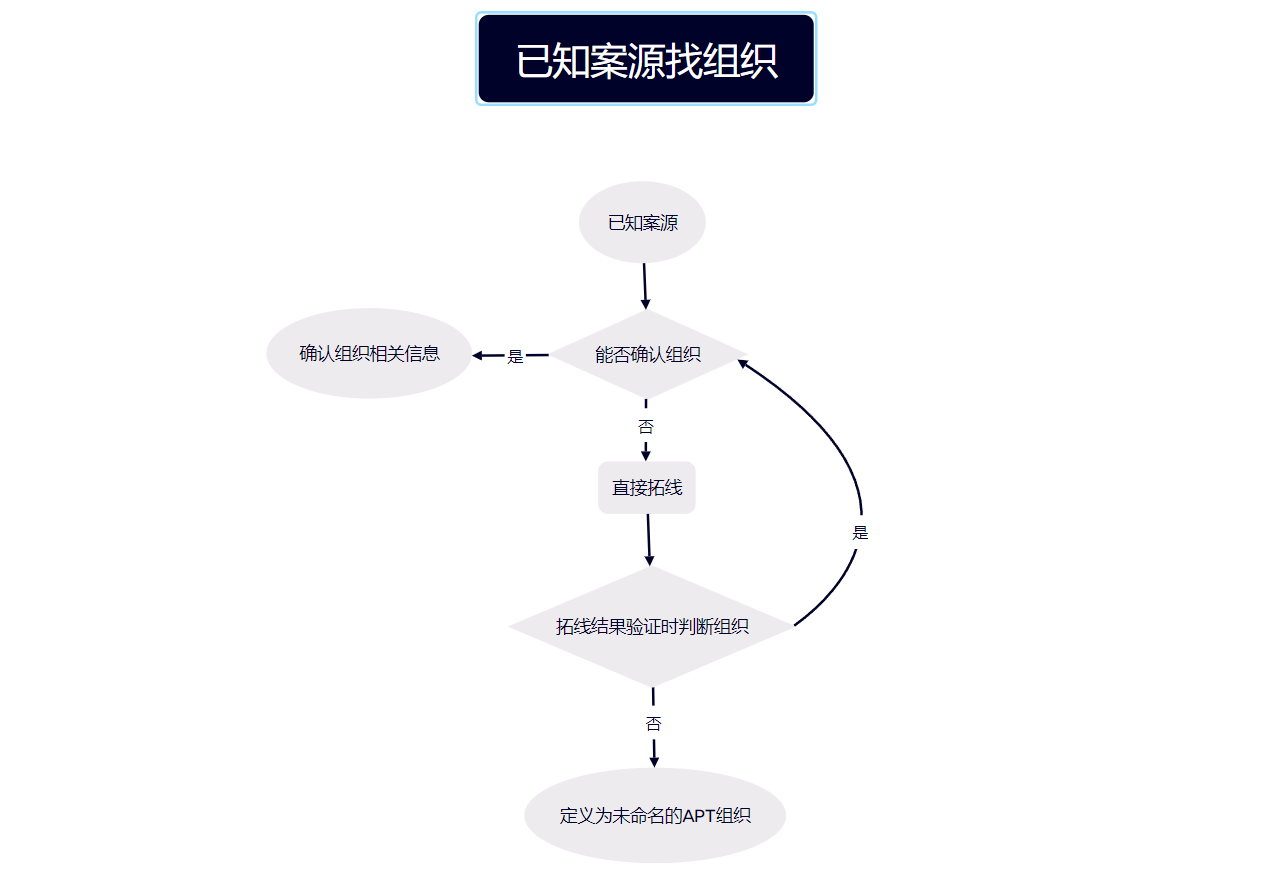 已知案源找组织
已知案源
确认组织相关信息
是
能否确认组织
否
直接拓线
是
拓线结果验证时判断组织
否
定义为未命名的APT组织